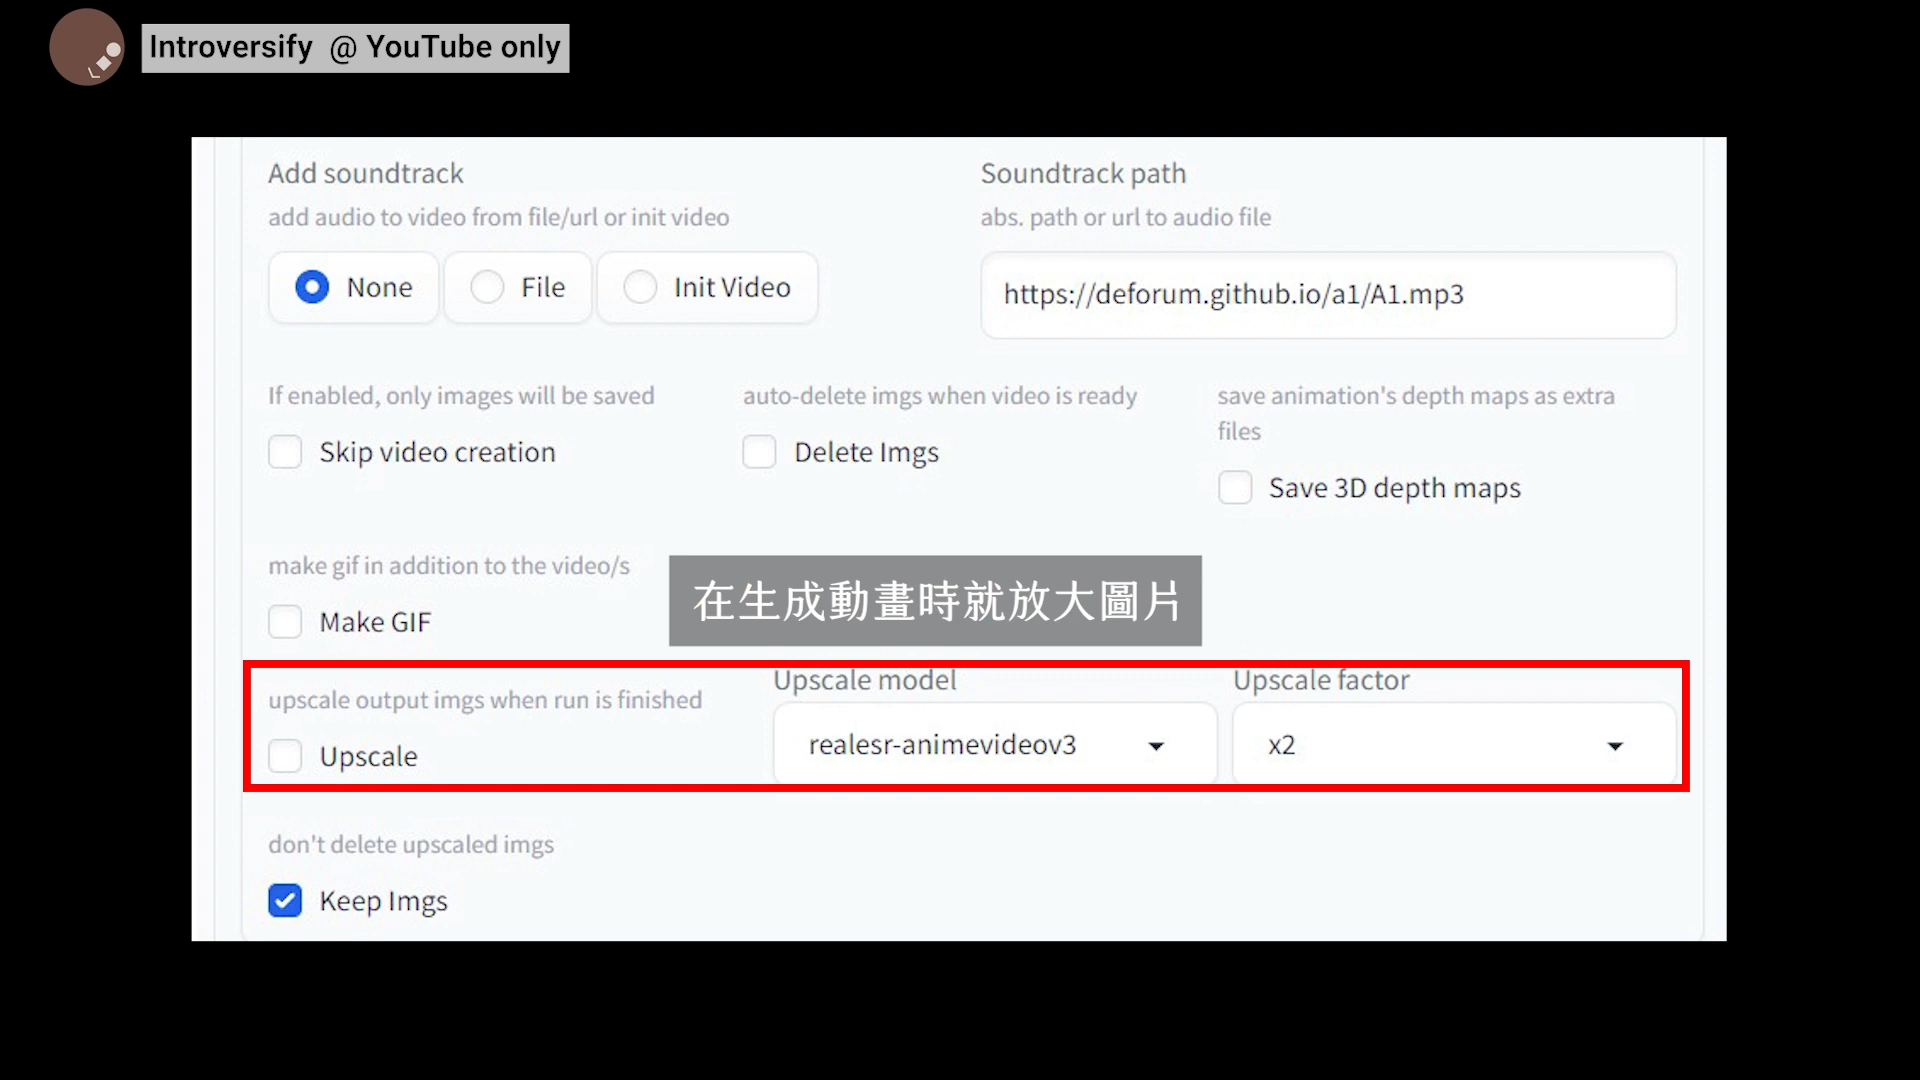 Introversify @ YouTube only
Add soundtrack
add audio to video from file/url or init video
None
File
Init Video
Soundtrack path
abs. path or url to audio file
https://deforum.github.io/a1/A1.mp3
If enabled, only images will be saved
Skip video creation
auto-delete imgs when video is ready
Delete Imgs
save animation's depth maps as extra
files
Save 3D depth maps
make gif in addition to the video/s
Make GIF
在生成動畫時就放大圖片
upscale output imgs when run is finished
Upscale
Upscale model
realesr-animevideov3
Upscale factor
x2
don't delete upscaled imgs
Keep Imgs